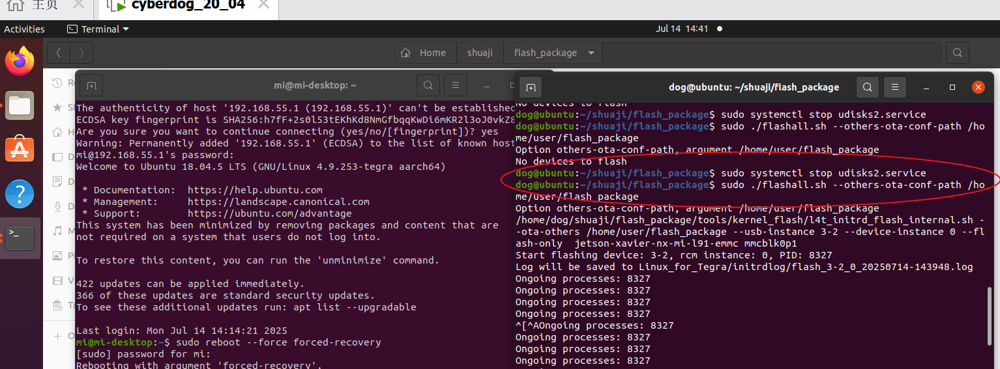 主页
cyberdog_20_04
Activities
Terminal
Jul 14 14:41
Home
shuaji
flash_package
mi@mi-desktop: ~
The authenticity of host '192.168.55.1 (192.168.55.1)' can't be established
ECDSA key fingerprint is SHA256:h7fF+2s0l53tEKhKd8NmGfbqqKwDi6mKR2l3oJ0vkZ8
Are you sure you want to continue connecting (yes/no/[fingerprint])? yes
Warning: Permanently added '192.168.55.1' (ECDSA) to the list of known host
mi@192.168.55.1's password:
Welcome to Ubuntu 18.04.5 LTS (GNU/Linux 4.9.253-tegra aarch64)
* Documentation:  https://help.ubuntu.com
* Management:     https://landscape.canonical.com
* Support:        https://ubuntu.com/advantage
This system has been minimized by removing packages and content that are
not required on a system that users do not log into.
To restore this content, you can run the 'unminimize' command.
422 updates can be applied immediately.
366 of these updates are standard security updates.
To see these additional updates run: apt list --upgradable
Last login: Mon Jul 14 14:14:21 2025
mi@mi-desktop:~$ sudo reboot --force forced-recovery
[sudo] password for mi:
Rebooting with argument 'forced-recovery'.
dog@ubuntu: ~/shuaji/flash_package
No devices to flash
dog@ubuntu:~/shuaji/flash_package$ sudo systemctl stop udisks2.service
dog@ubuntu:~/shuaji/flash_package$ sudo ./flashall.sh --others-ota-conf-path /ho
me/user/flash_package
Option others-ota-conf-path, argument /home/user/flash_package
No devices to flash
dog@ubuntu:~/shuaji/flash_package$ sudo systemctl stop udisks2.service
dog@ubuntu:~/shuaji/flash_package$ sudo ./flashall.sh --others-ota-conf-path /ho
me/user/flash_package
Option others-ota-conf-path, argument /home/user/flash_package
/home/dog/shuaji/flash_package/tools/kernel_flash/l4t_initrd_flash_internal.sh -
-ota-others /home/user/flash_package --usb-instance 3-2 --device-instance 0 --fl
ash-only  jetson-xavier-nx-mi-l91-emmc mmcblk0p1
Start flashing device: 3-2, rcm instance: 0, PID: 8327
Log will be saved to Linux_for_Tegra/initrdlog/flash_3-2_0_20250714-143948.log
Ongoing processes: 8327
Ongoing processes: 8327
Ongoing processes: 8327
Ongoing processes: 8327
^[^AOngoing processes: 8327
Ongoing processes: 8327
Ongoing processes: 8327
Ongoing processes: 8327